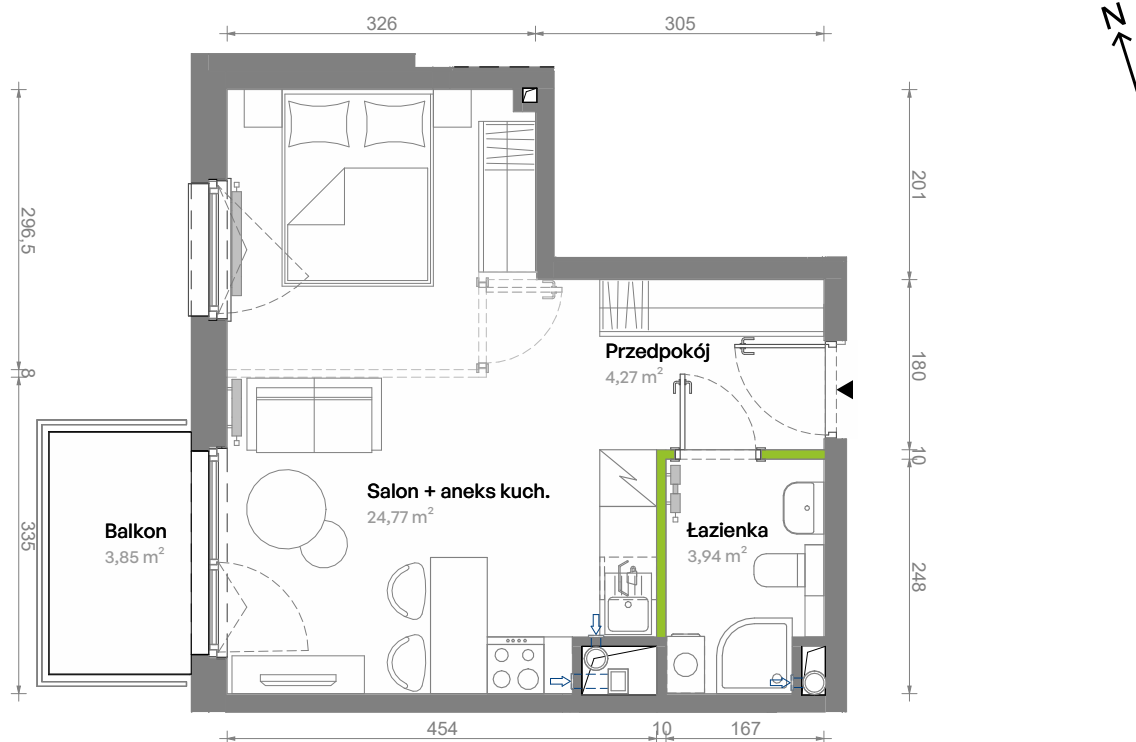 326
305
N
201
296,5
Przedpokój
4,27 m²
180
8
10
Salon + aneks kuch.
24,77 m²
Balkon
3,85 m²
Łazienka
3,94 m²
335
248
454
10
167